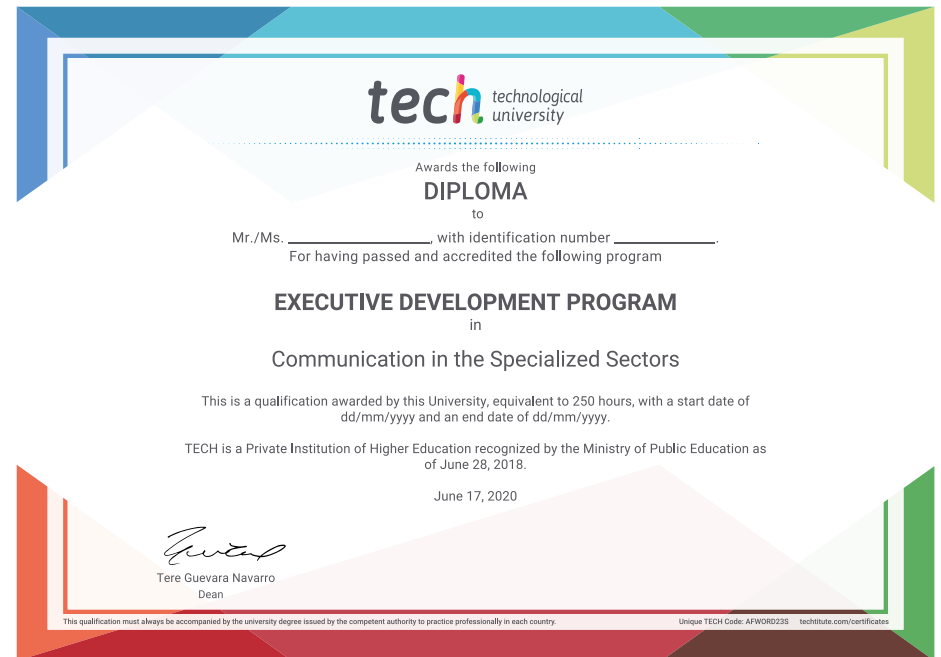 tech technological
university
Awards the following
DIPLOMA
to
Mr./Ms. _________________, with identification number ____________.
For having passed and accredited the following program
EXECUTIVE DEVELOPMENT PROGRAM
in
Communication in the Specialized Sectors
This is a qualification awarded by this University, equivalent to 250 hours, with a start date of
dd/mm/yyyy and an end date of dd/mm/yyyy.
TECH is a Private Institution of Higher Education recognized by the Ministry of Public Education as
of June 28, 2018.
June 17, 2020
Tere Guevara Navarro
Dean
This qualification must always be accompanied by the university degree issued by the competent authority to practice professionally in each country. Unique TECH Code: AFWORD23S techtitute.com/certificates